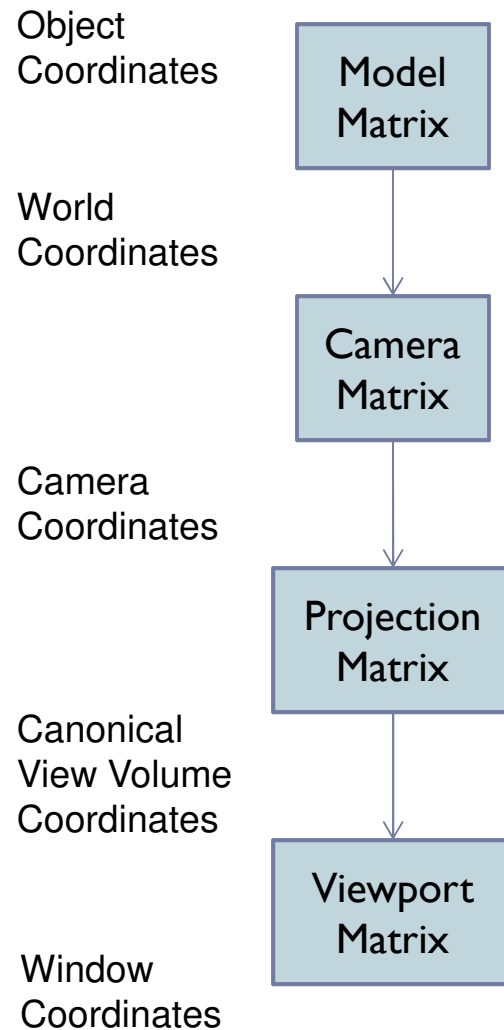 Object
Coordinates
Model
Matrix
World
Coordinates
Camera
Matrix
Camera
Coordinates
Projection
Matrix
Canonical
View Volume
Coordinates
Viewport
Matrix
Window
Coordinates